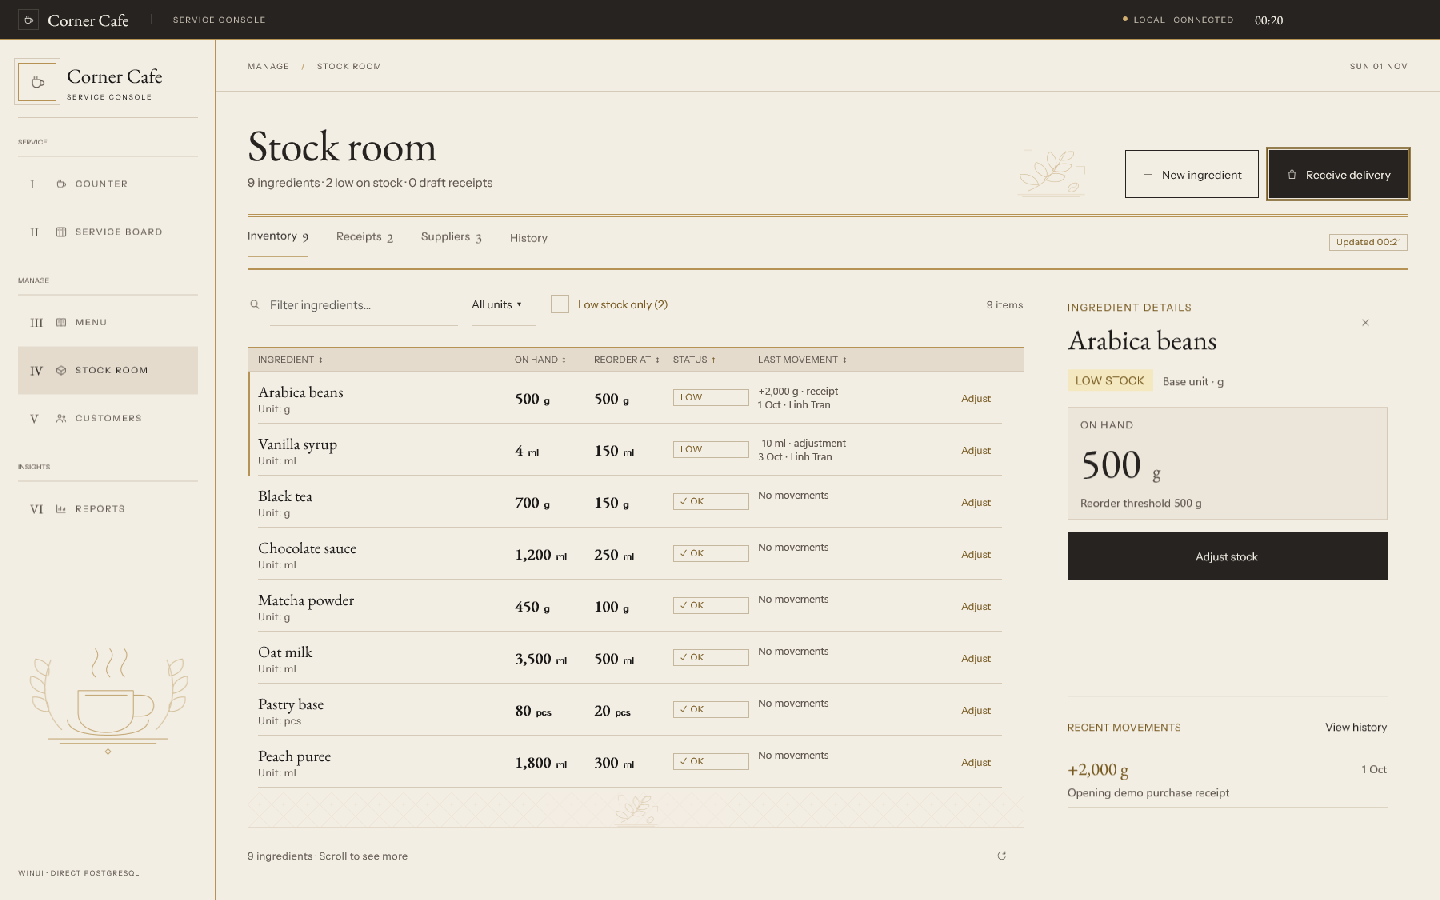 Corner Cafe
SERVICE CONSOLE
LOCAL CONNECTED
00:20
Corner Cafe
SERVICE CONSOLE
SERVICE
I COUNTER
II SERVICE BOARD
MANAGE
III MENU
IV STOCK ROOM
V CUSTOMERS
INSIGHTS
VI REPORTS
WINUI · DIRECT POSTGRESQL
MANAGE / STOCK ROOM
SUN 01 NOV
Stock room
9 ingredients · 2 low on stock · 0 draft receipts
New ingredient
Receive delivery
Inventory 9
Receipts 2
Suppliers 3
History
Updated 00:2
Filter ingredients...
All units
Low stock only (2)
9 items
INGREDIENT ON HAND REORDER AT STATUS LAST MOVEMENT
Arabica beans 500 g 500 g LOW +2,000 g · receipt Adjust
Unit: g 1 Oct · Linh Tran
Vanilla syrup 4 ml 150 ml LOW 10 ml · adjustment Adjust
Unit: ml 3 Oct · Linh Tran
Black tea 700 g 150 g ✓ OK No movements Adjust
Unit: g
Chocolate sauce 1,200 ml 250 ml ✓ OK No movements Adjust
Unit: ml
Matcha powder 450 g 100 g ✓ OK No movements Adjust
Unit: g
Oat milk 3,500 ml 500 ml ✓ OK No movements Adjust
Unit: ml
Pastry base 80 pcs 20 pcs ✓ OK No movements Adjust
Unit: pcs
Peach puree 1,800 ml 300 ml ✓ OK No movements Adjust
Unit: ml
9 ingredients Scroll to see more
INGREDIENT DETAILS
Arabica beans
LOW STOCK Base unit · g
ON HAND
500 g
Reorder threshold 500 g
Adjust stock
RECENT MOVEMENTS View history
+2,000 g 1 Oct
Opening demo purchase receipt